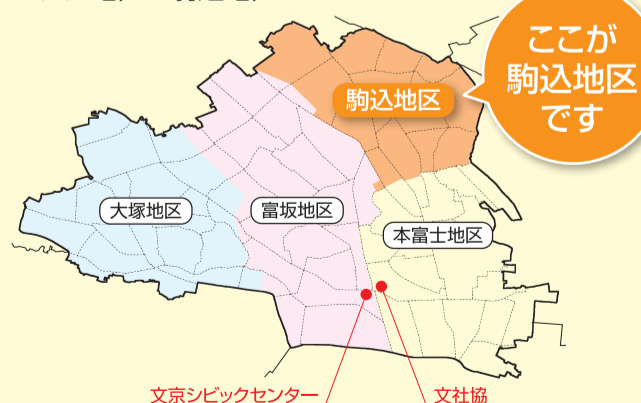 ここが
駒込地区
です
駒込地区
大塚地区
富坂地区
本富士地区
文京シビックセンター
文社協